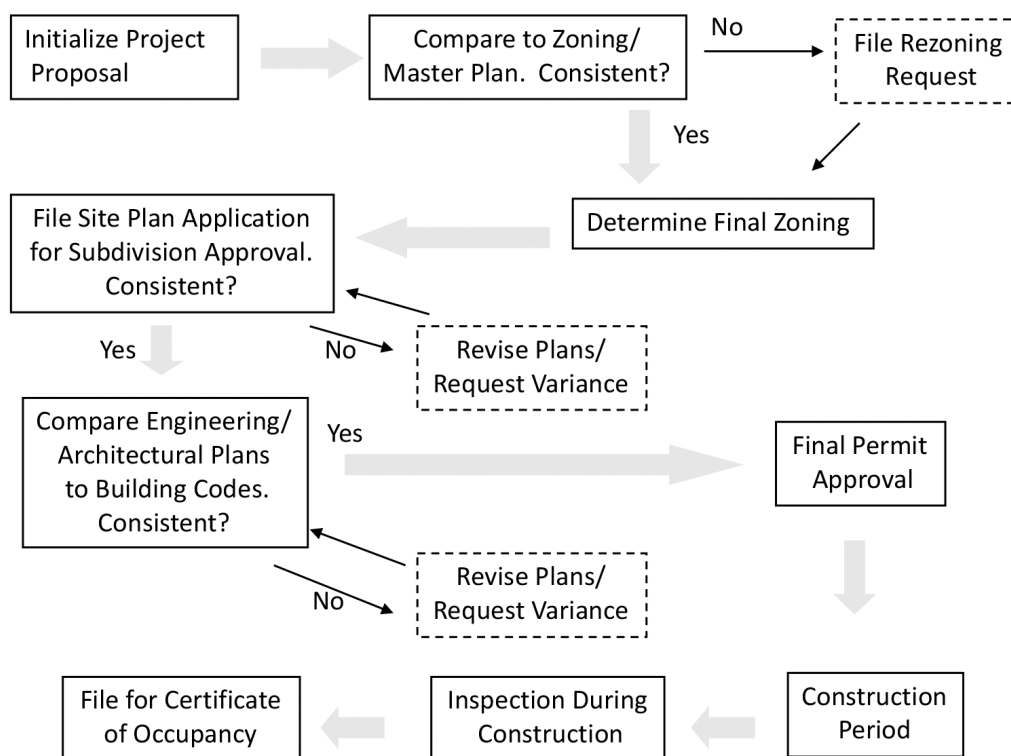 Initialize Project
Proposal
Compare to Zoning/
Master Plan. Consistent?
No
File Rezoning
Request
Yes
Determine Final Zoning
File Site Plan Application
for Subdivision Approval.
Consistent?
Yes
No
Revise Plans/
Request Variance
Compare Engineering/
Architectural Plans
to Building Codes.
Consistent?
Yes
Final Permit
Approval
No
Revise Plans/
Request Variance
File for Certificate
of Occupancy
Inspection During
Construction
Construction
Period